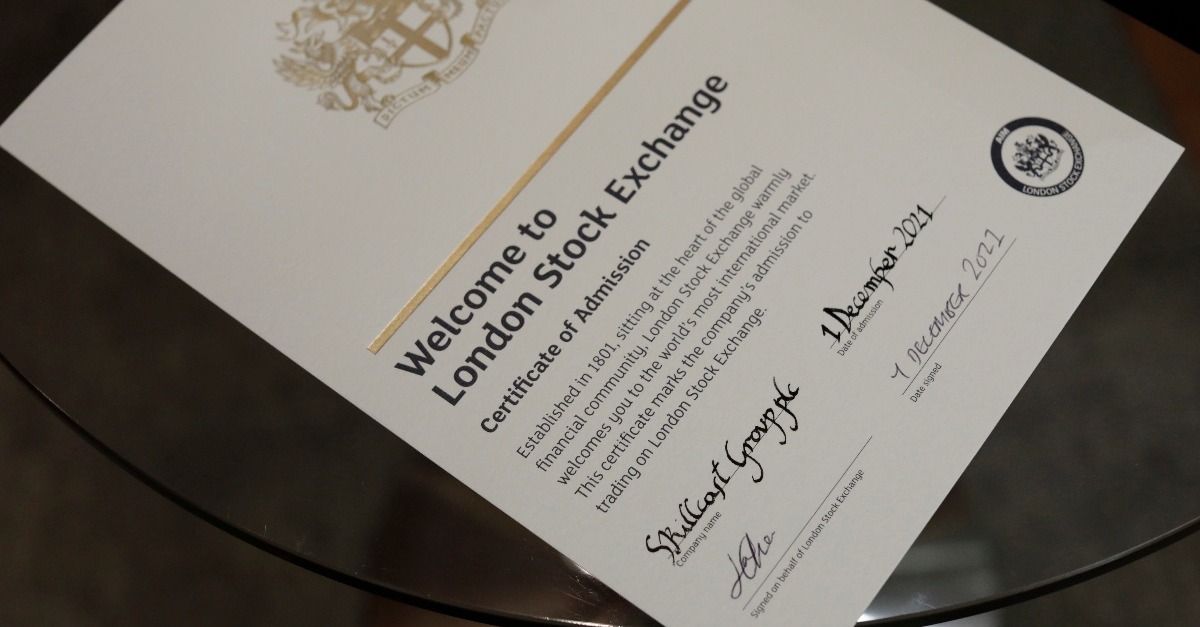 DICTUM MEUM PACTUM
Welcome to
London Stock Exchange
Certificate of Admission
Established in 1801, sitting at the heart of the global
financial community, London Stock Exchange warmly
welcomes you to the world's most international market.
This certificate marks the company's admission to
trading on London Stock Exchange.
Skillcast Group plc
Company name
1 December 2021
Date of admission
Signed on behalf of London Stock Exchange
1 DECEMBER 2021
Date signed
AIM
LONDON STOCK EXCHANGE